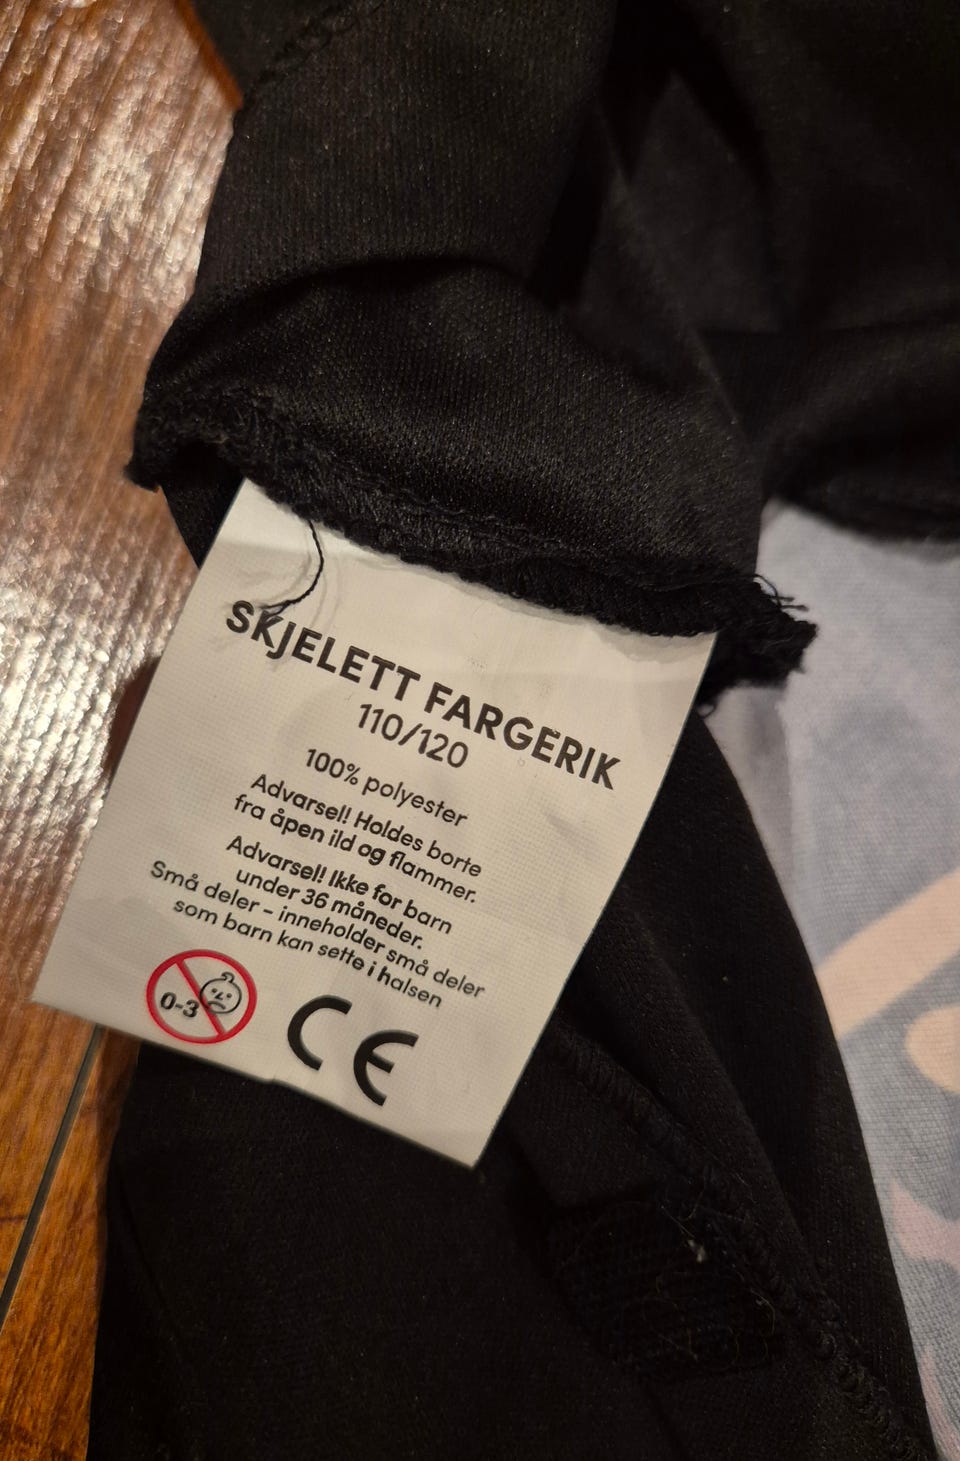 SKJELETT FARGERIK
110/120
100% polyester
Advarsel! Holdes borte
fra åpen ild og flammer.
Advarsel! Ikke for barn
under 36 måneder.
Små deler – inneholder små deler
som barn kan sette i halsen
0-3
CE